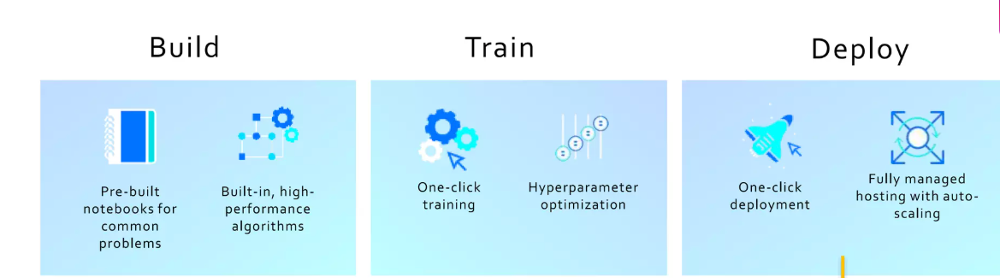 Build
Pre-built
notebooks for
common
problems
Built-in, high-
performance
algorithms
Train
One-click
training
Hyperparameter
optimization
Deploy
One-click
deployment
Fully managed
hosting with auto-
scaling